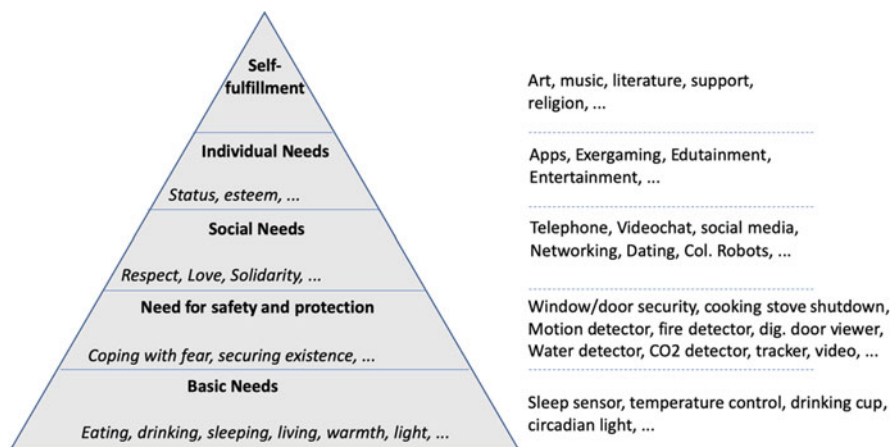 Self-
fulfillment
Art, music, literature, support,
religion, ...
Individual Needs
Status, esteem, ...
Apps, Exergaming, Edutainment,
Entertainment, ...
Social Needs
Respect, Love, Solidarity, ...
Telephone, Videochat, social media,
Networking, Dating, Col. Robots, ...
Need for safety and protection
Coping with fear, securing existence, ...
Window/door security, cooking stove shutdown,
Motion detector, fire detector, dig. door viewer,
Water detector, CO2 detector, tracker, video, ...
Basic Needs
Eating, drinking, sleeping, living, warmth, light, ...
Sleep sensor, temperature control, drinking cup,
circadian light, ...